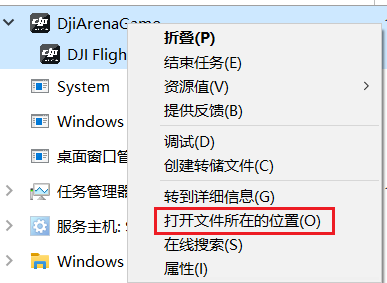 DjiArenaGame
DJI Fligh
System
Windows
桌面窗口管
任务管理器
服务主机:
Windows
折叠(P)
结束任务(E)
资源值(V)
提供反馈(B)
调试(D)
创建转储文件(C)
转到详细信息(G)
打开文件所在的位置(O)
在线搜索(S)
属性(I)